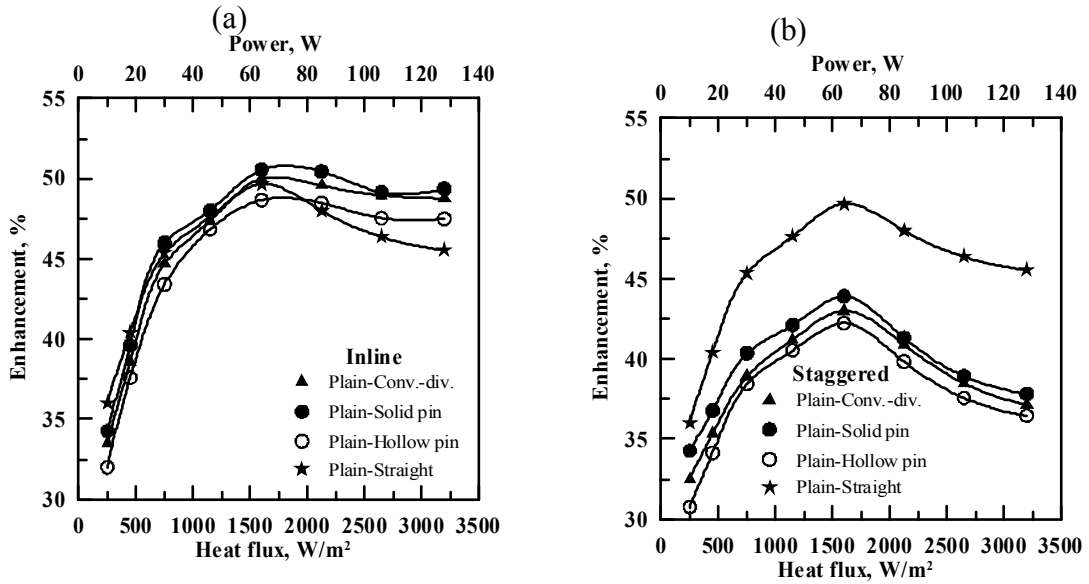 (a)
Power, W
0 20 40 60 80 100 120 140
55
50
45
40
35
30
Enhancement, %
Inline
Plain-Conv.-div.
Plain-Solid pin
Plain-Hollow pin
Plain-Straight
0 500 1000 1500 2000 2500 3000 3500
Heat flux, W/m²
(b)
Power, W
0 20 40 60 80 100 120 140
55
50
45
40
35
30
Enhancement, %
Staggered
Plain-Conv.-div.
Plain-Solid pin
Plain-Hollow pin
Plain-Straight
0 500 1000 1500 2000 2500 3000 3500
Heat flux, W/m²